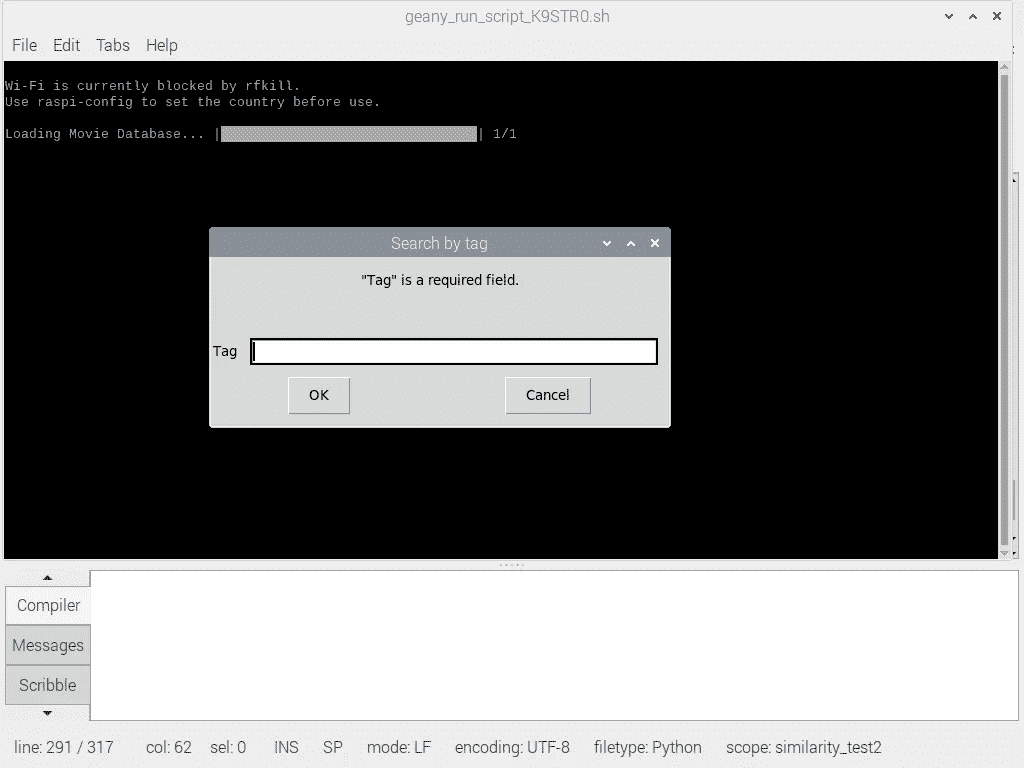 geany_run_script_K9STR0.sh
File Edit Tabs Help
Wi-Fi is currently blocked by rfkill.
Use raspi-config to set the country before use.
Loading Movie Database... | | 1/1
Search by tag
"Tag" is a required field.
Tag
OK Cancel
Compiler
Messages
Scribble
line: 291 / 317 col: 62 sel: 0 INS SP mode: LF encoding: UTF-8 filetype: Python scope: similarity_test2